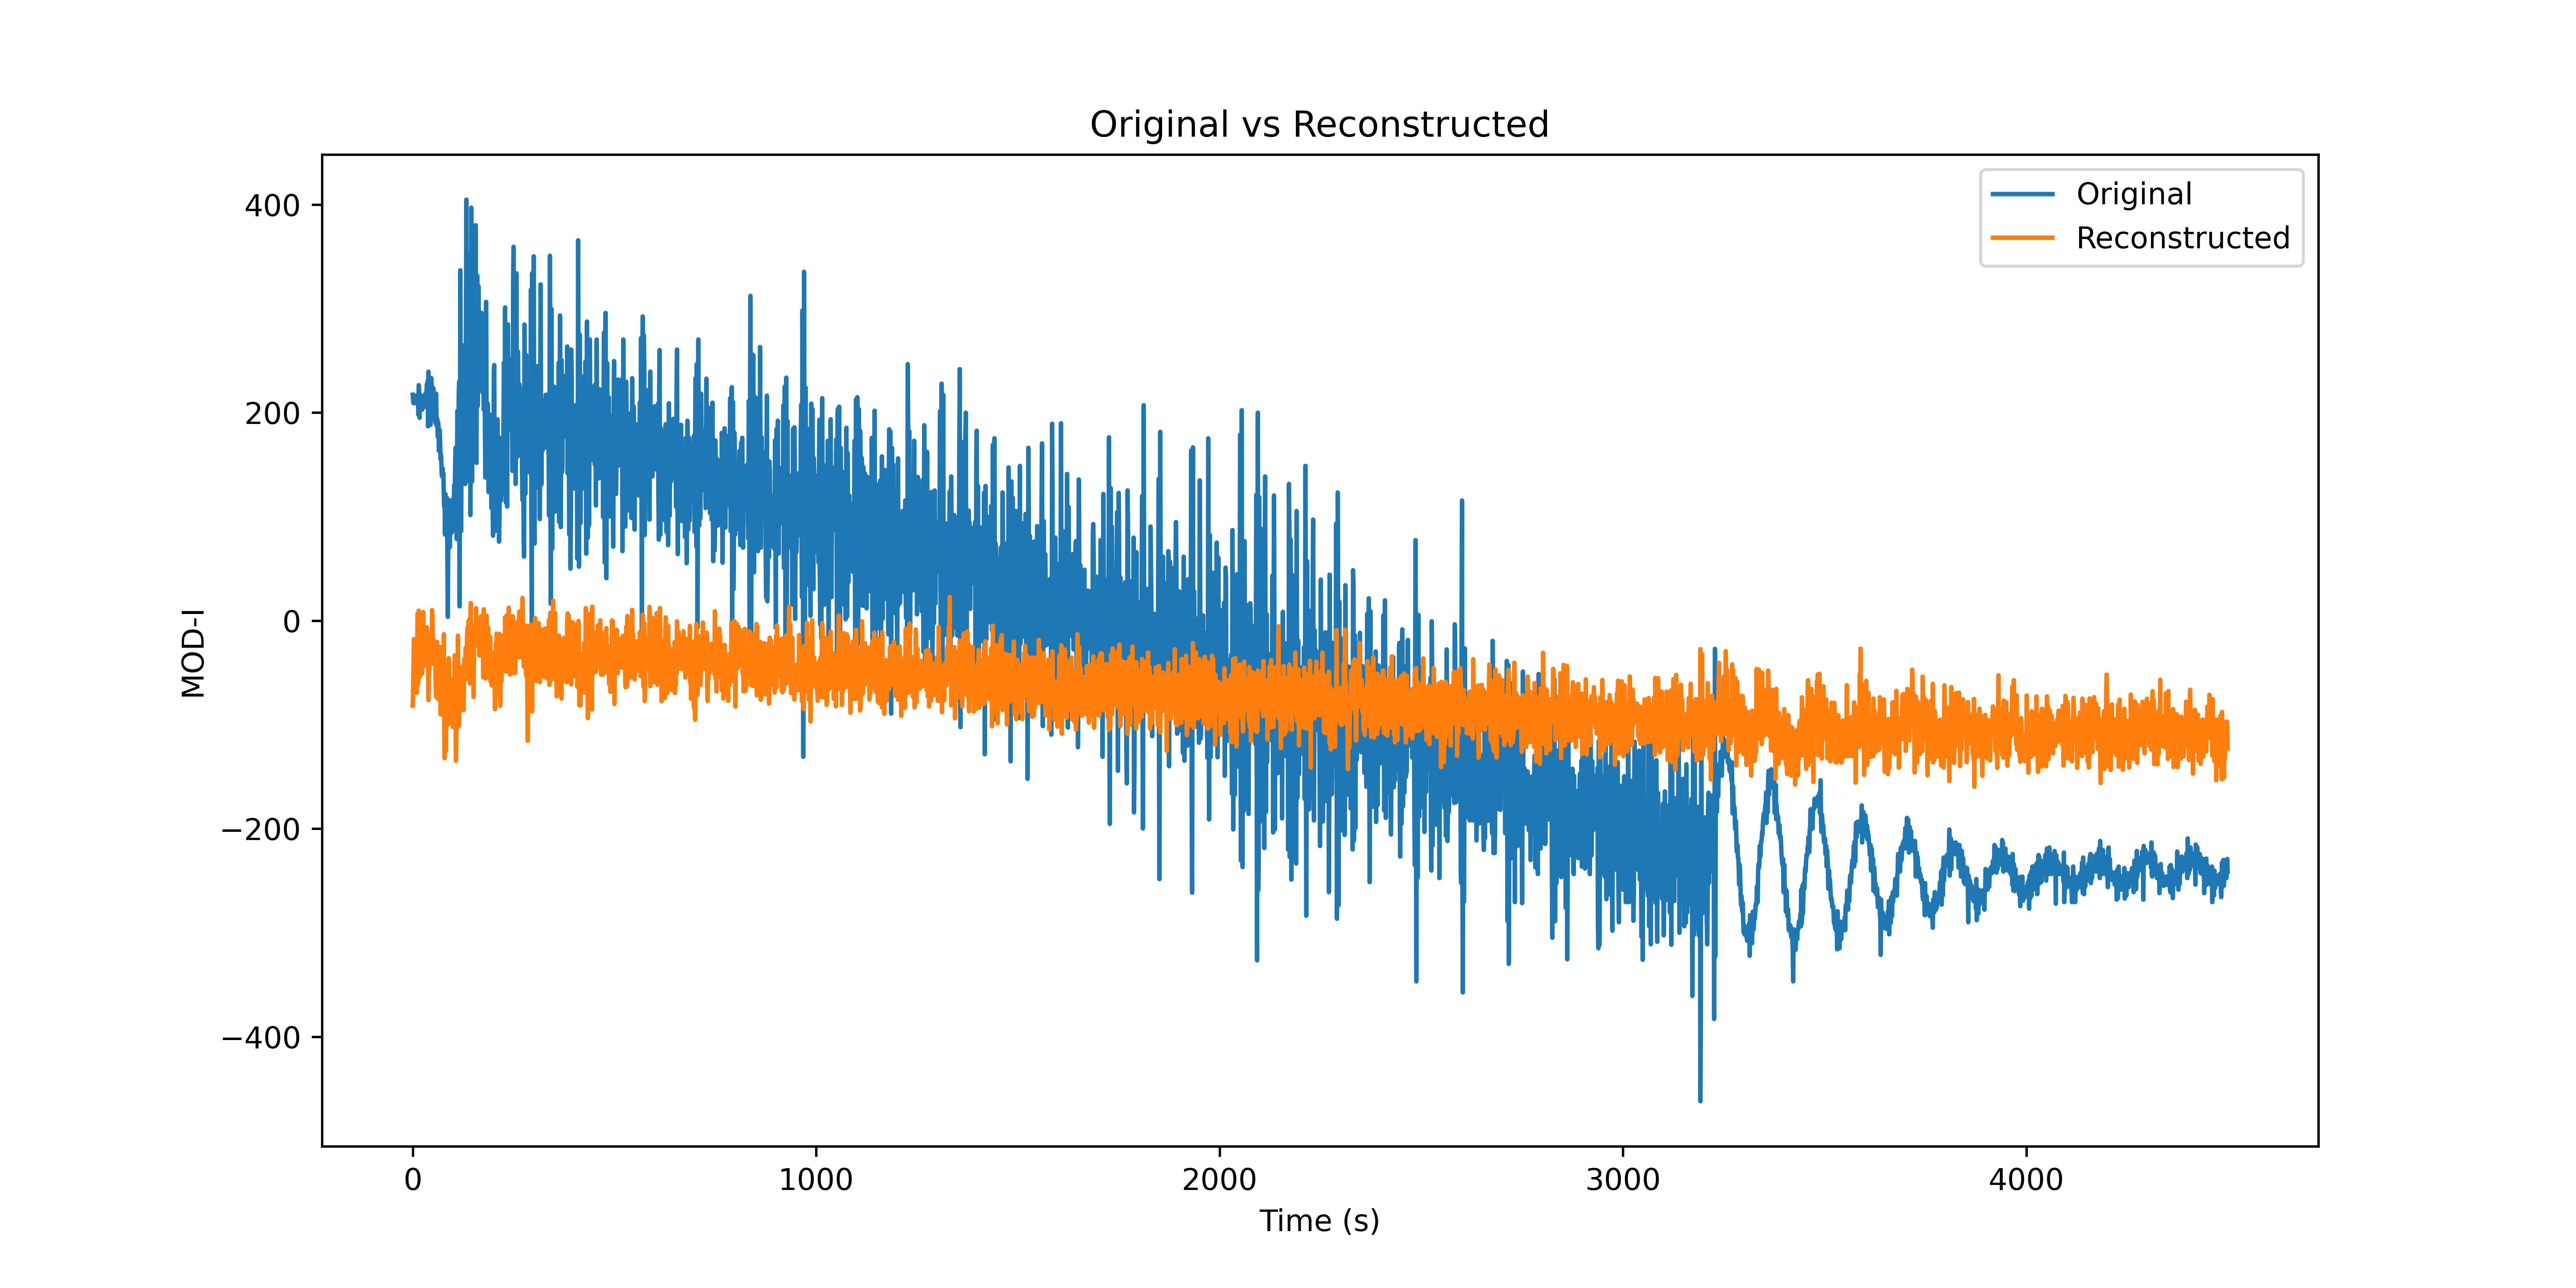 Original vs Reconstructed
Original
Reconstructed
MOD-I
400
200
0
−200
−400
0
1000
2000
3000
4000
Time (s)